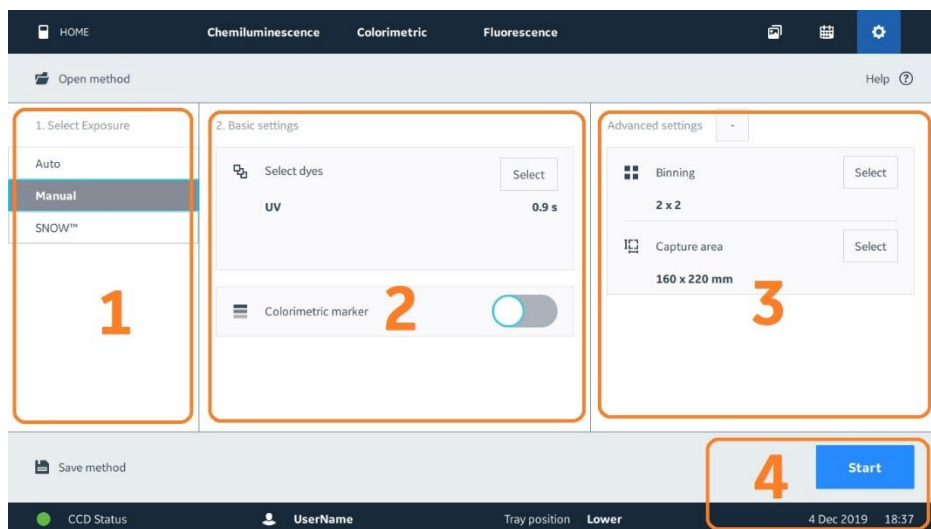 HOME Chemiluminescence Colorimetric Fluorescence
Open method Help ?
1. Select Exposure
Auto
Manual
SNOW™
1
2. Basic settings
Select dyes Select
UV 0.9 s
Colorimetric marker
2
Advanced settings -
Binning Select
2 x 2
Capture area Select
160 x 220 mm
3
Save method Start
4
CCD Status UserName Tray position Lower 4 Dec 2019 18:37